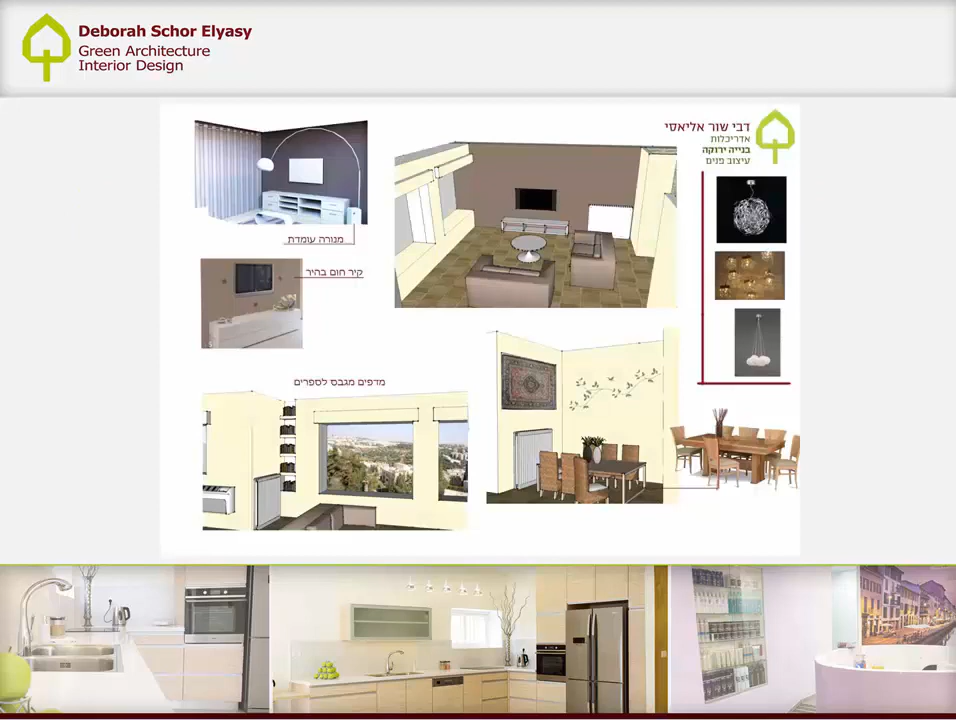 Deborah Schor Elyasy
Green Architecture
Interior Design
דבי שור אליאסי
אדריכלות
בנייה ירוקה
עיצוב פנים
מנורה עומדת
קיר חום בהיר
מדפים מגבס לספרים